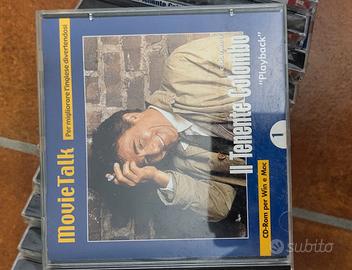 MovieTalk
Per migliorare l'inglese divertendosi
Il Tenente Colombo
"Playback"
1
CD-Rom per Win e Mac
subito